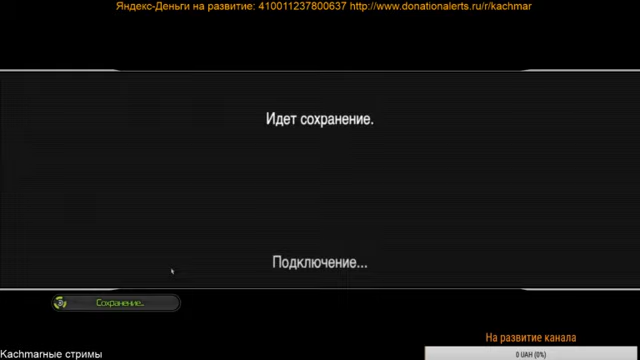 Яндекс-Деньги на развитие: 410011237800637 http://www.donationalerts.ru/r/kachmar
Идет сохранение.
Подключение...
Сохранение...
На развитие канала
0 UAH (0%)
Kachmarные стримы